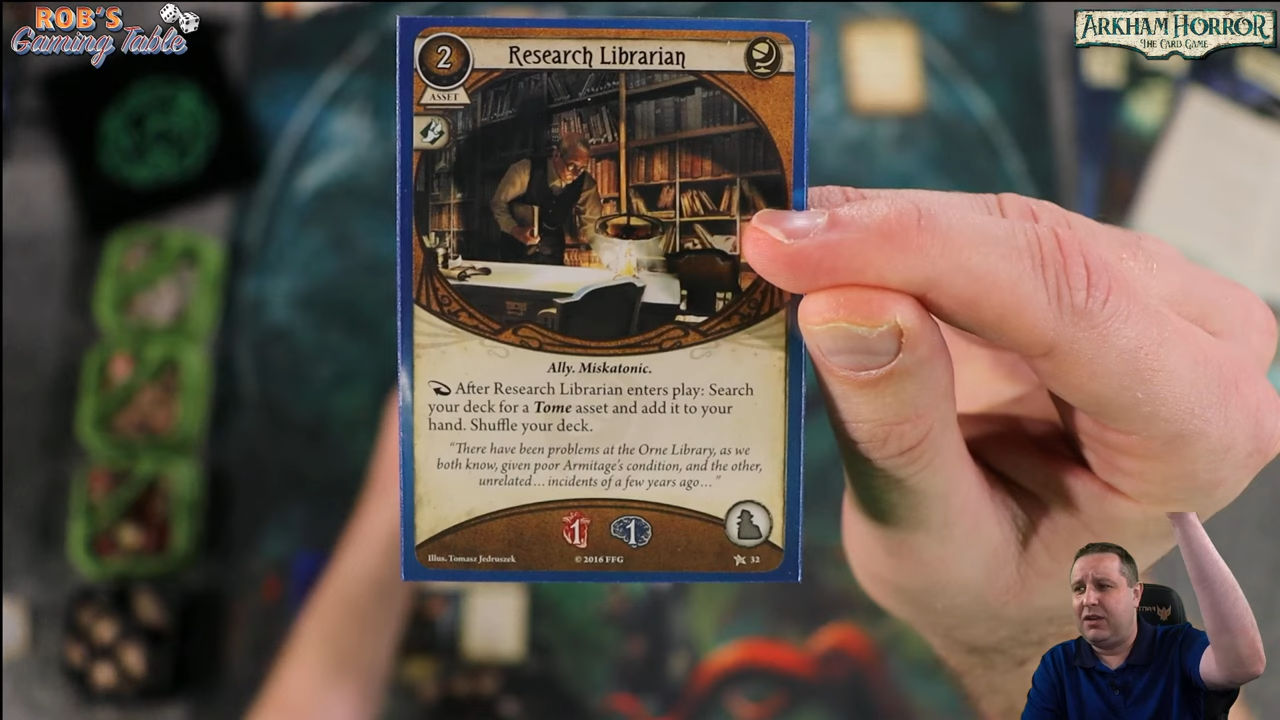 ROB'S
Gaming Table
ARKHAM HORROR
THE CARD GAME
2
Research Librarian
ASSET
Ally. Miskatonic.
After Research Librarian enters play: Search
your deck for a Tome asset and add it to your
hand. Shuffle your deck.
"There have been problems at the Orne Library, as we
both know, given poor Armitage's condition, and the other,
unrelated... incidents of a few years ago..."
1 1
Illus. Tomasz Jedruszek
© 2016 FFG
32